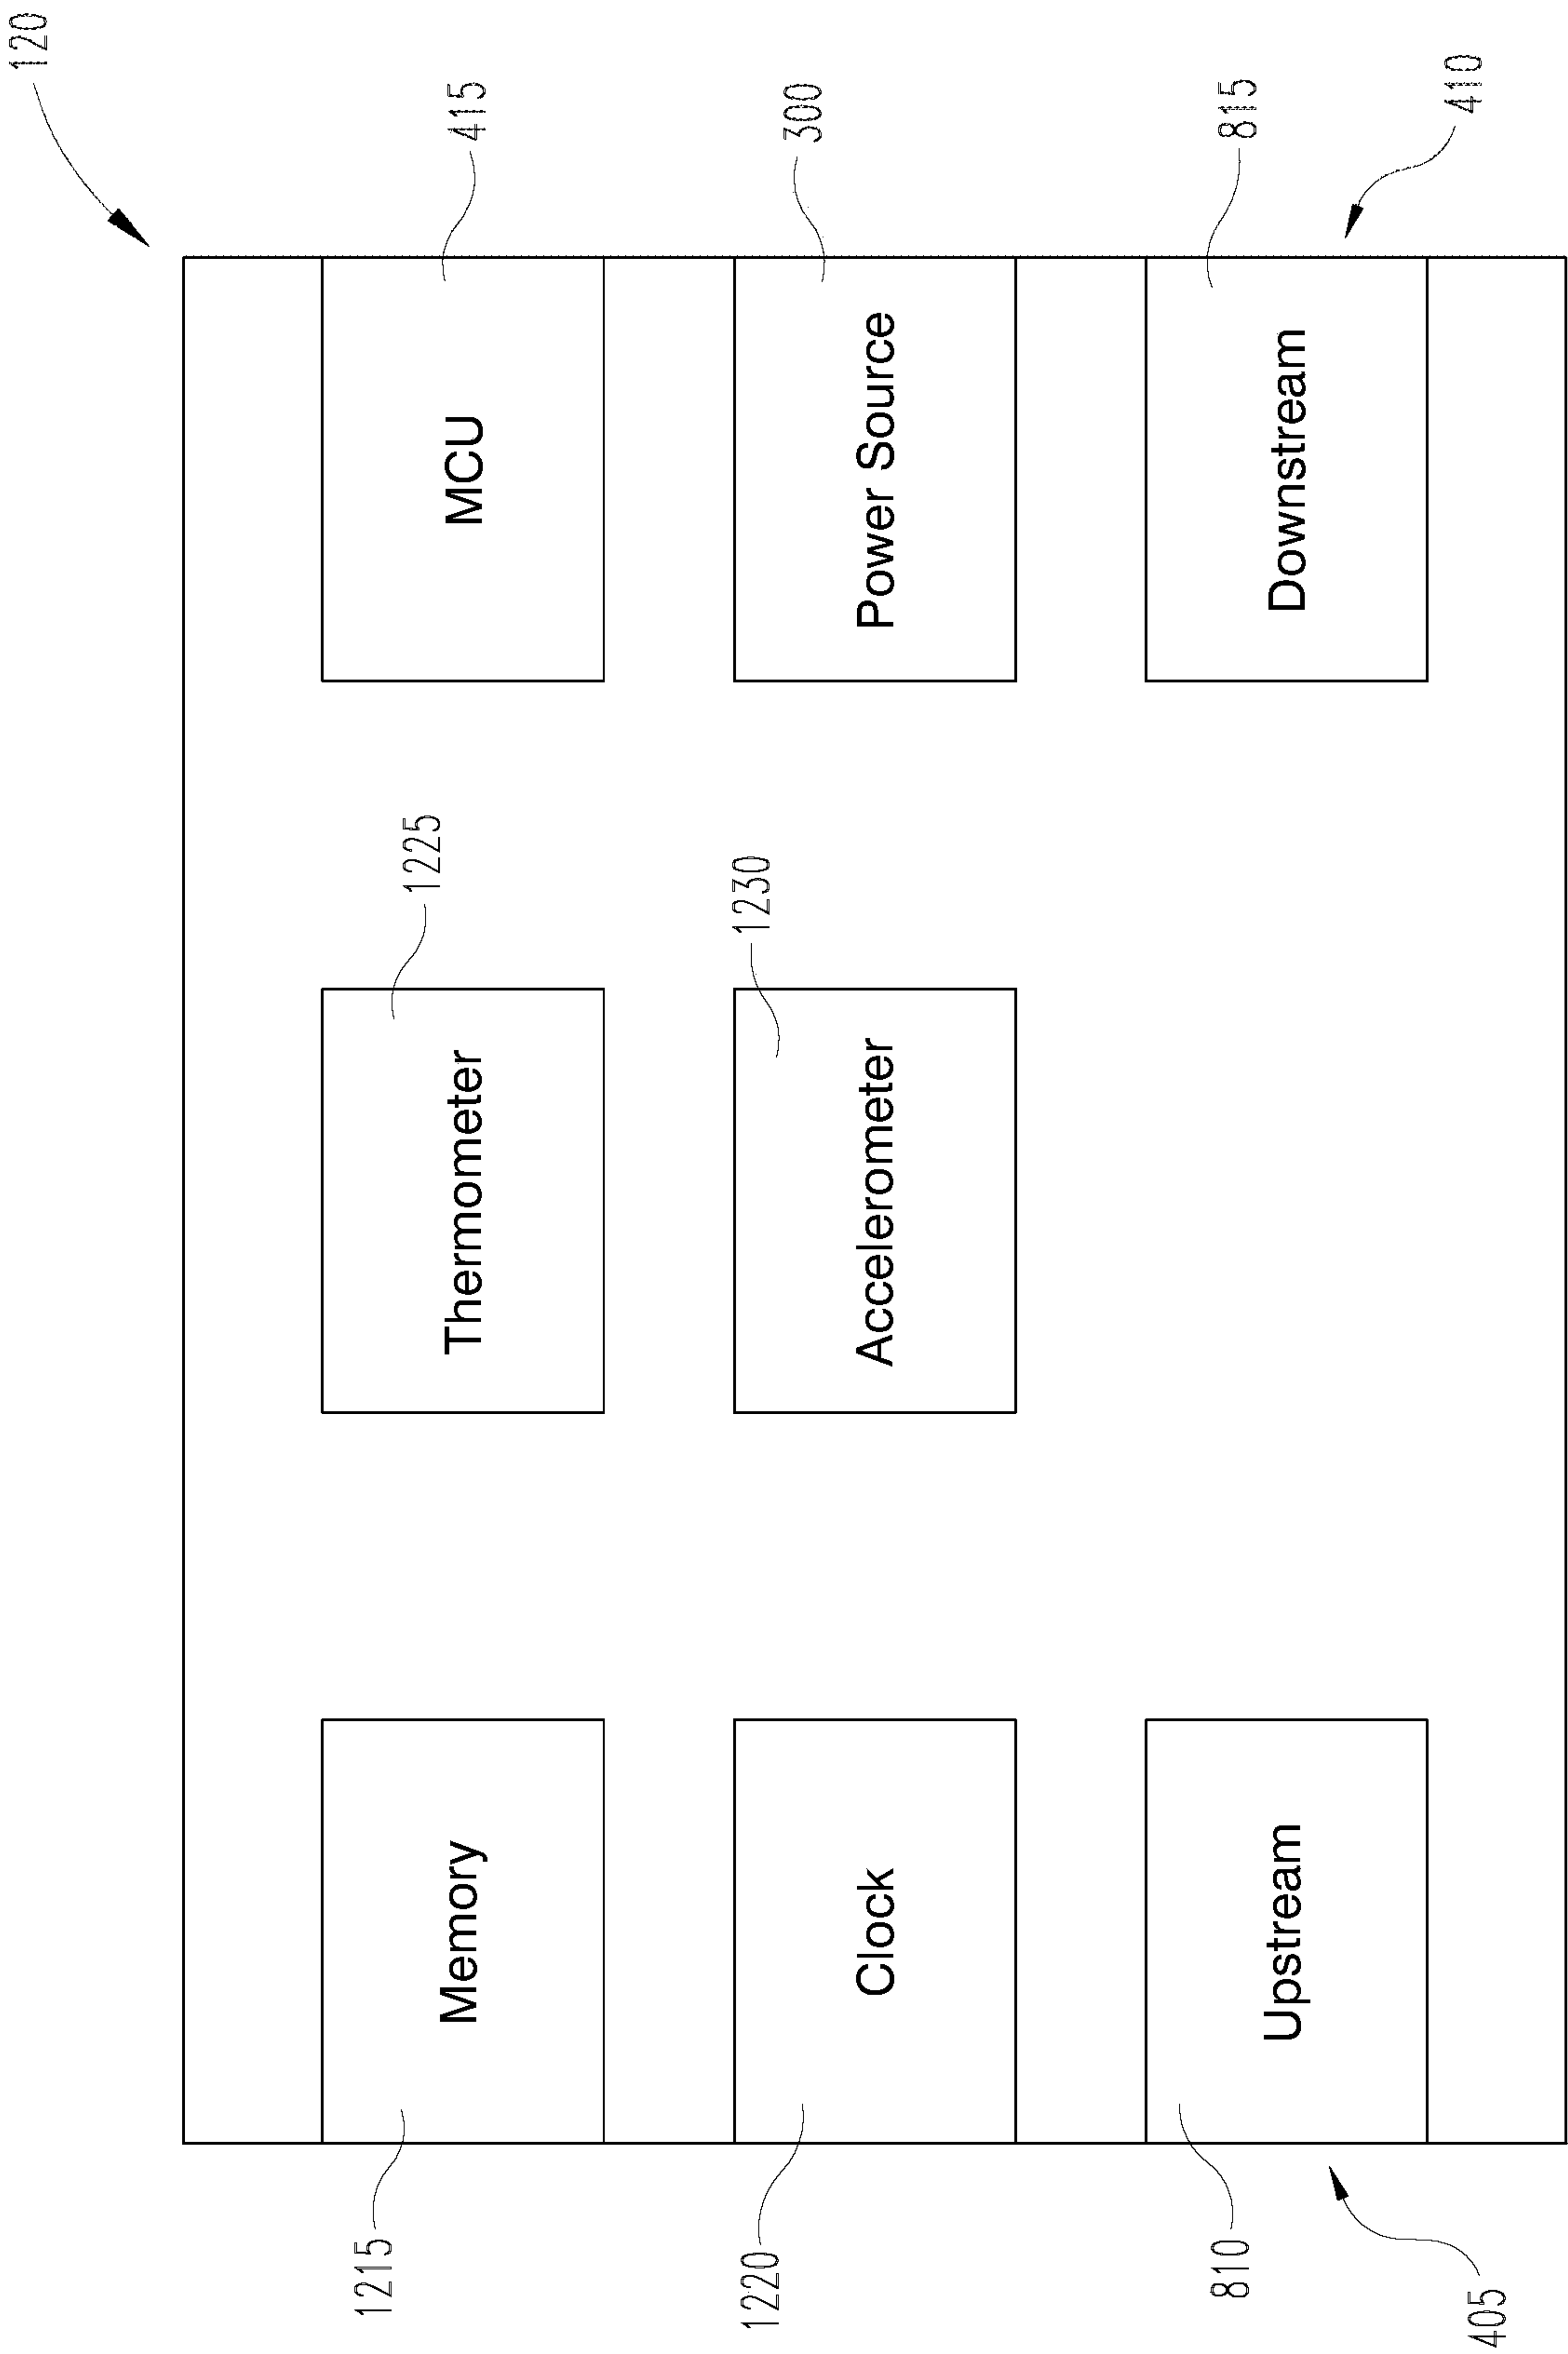 120
Memory
Thermometer
MCU
1215
1225
415
Clock
Accelerometer
Power Source
1220
1230
300
Upstream
Downstream
810
815
405
410